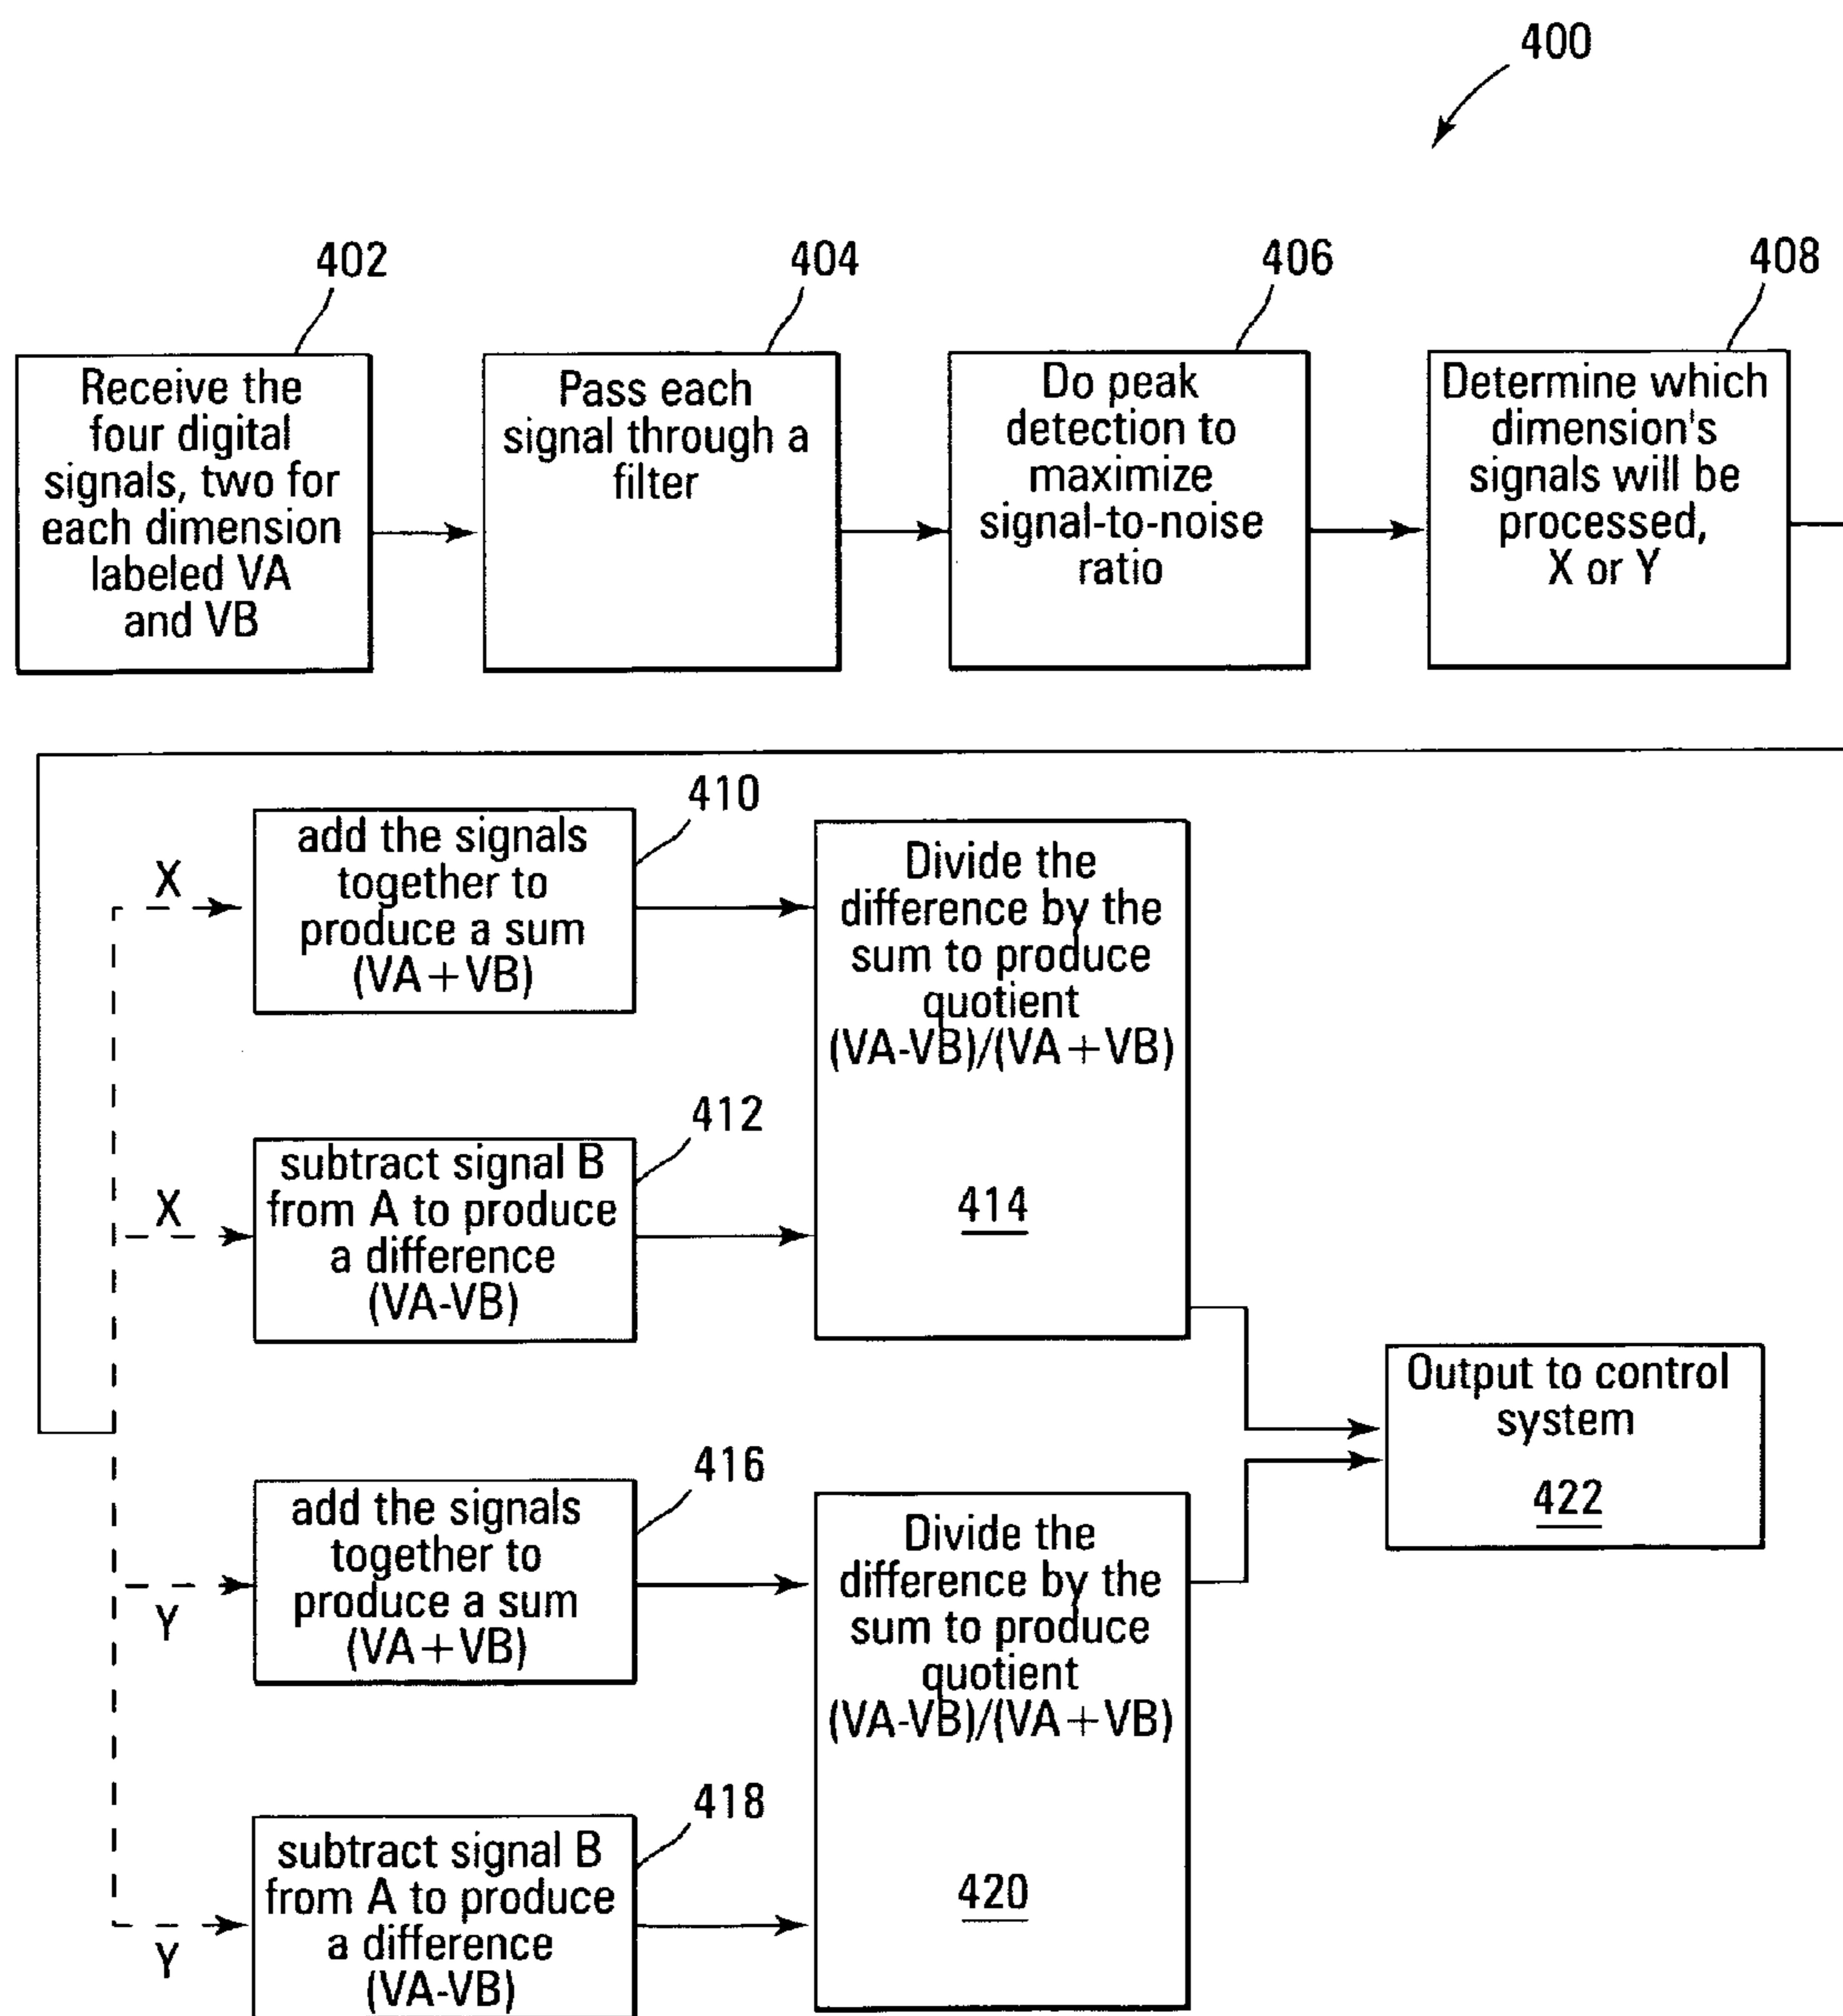 400
402
Receive the
four digital
signals, two for
each dimension
labeled VA
and VB
404
Pass each
signal through a
filter
406
Do peak
detection to
maximize
signal-to-noise
ratio
408
Determine which
dimension's
signals will be
processed,
X or Y
X
410
add the signals
together to
produce a sum
(VA+VB)
X
412
subtract signal B
from A to produce
a difference
(VA-VB)
Divide the
difference by the
sum to produce
quotient
(VA-VB)/(VA+VB)
414
Y
416
add the signals
together to
produce a sum
(VA+VB)
Y
418
subtract signal B
from A to produce
a difference
(VA-VB)
Divide the
difference by the
sum to produce
quotient
(VA-VB)/(VA+VB)
420
Output to control
system
422